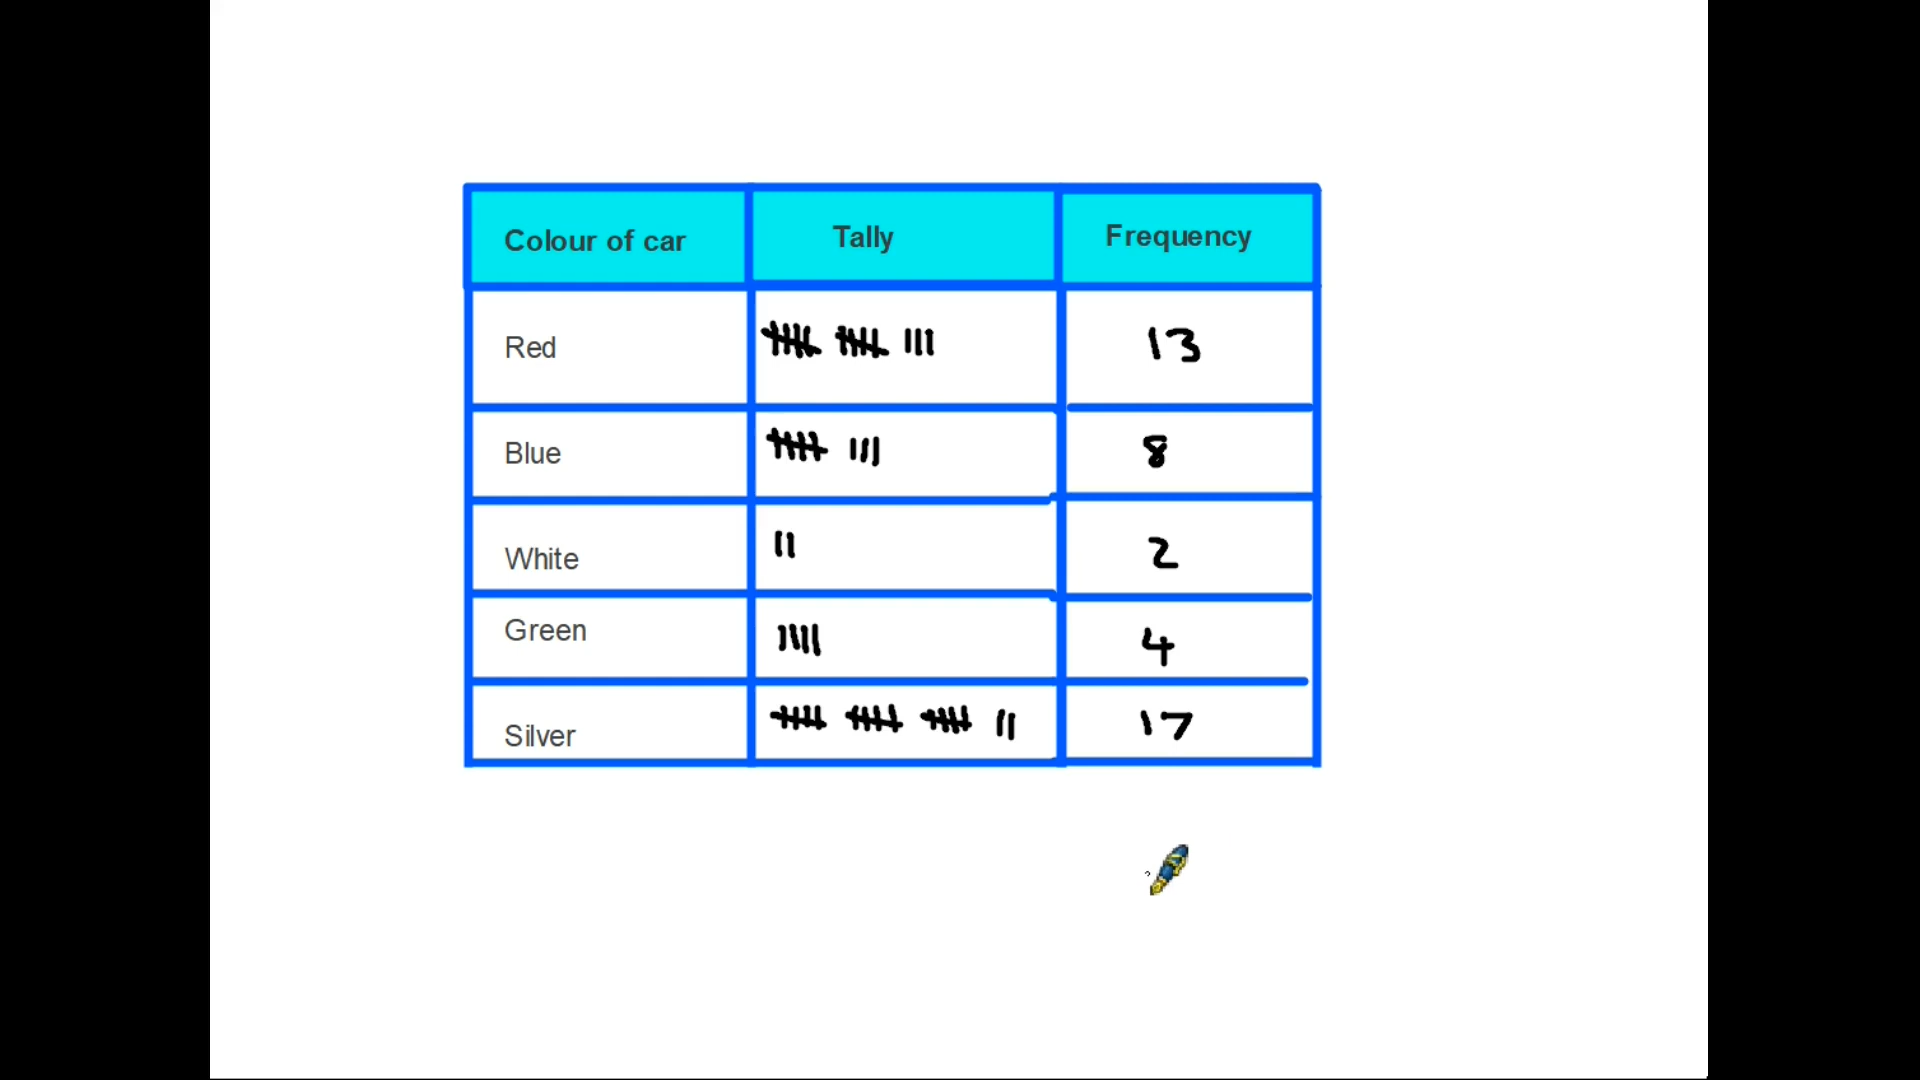 Colour of car Tally Frequency
Red 13
Blue 8
White 2
Green 4
Silver 17